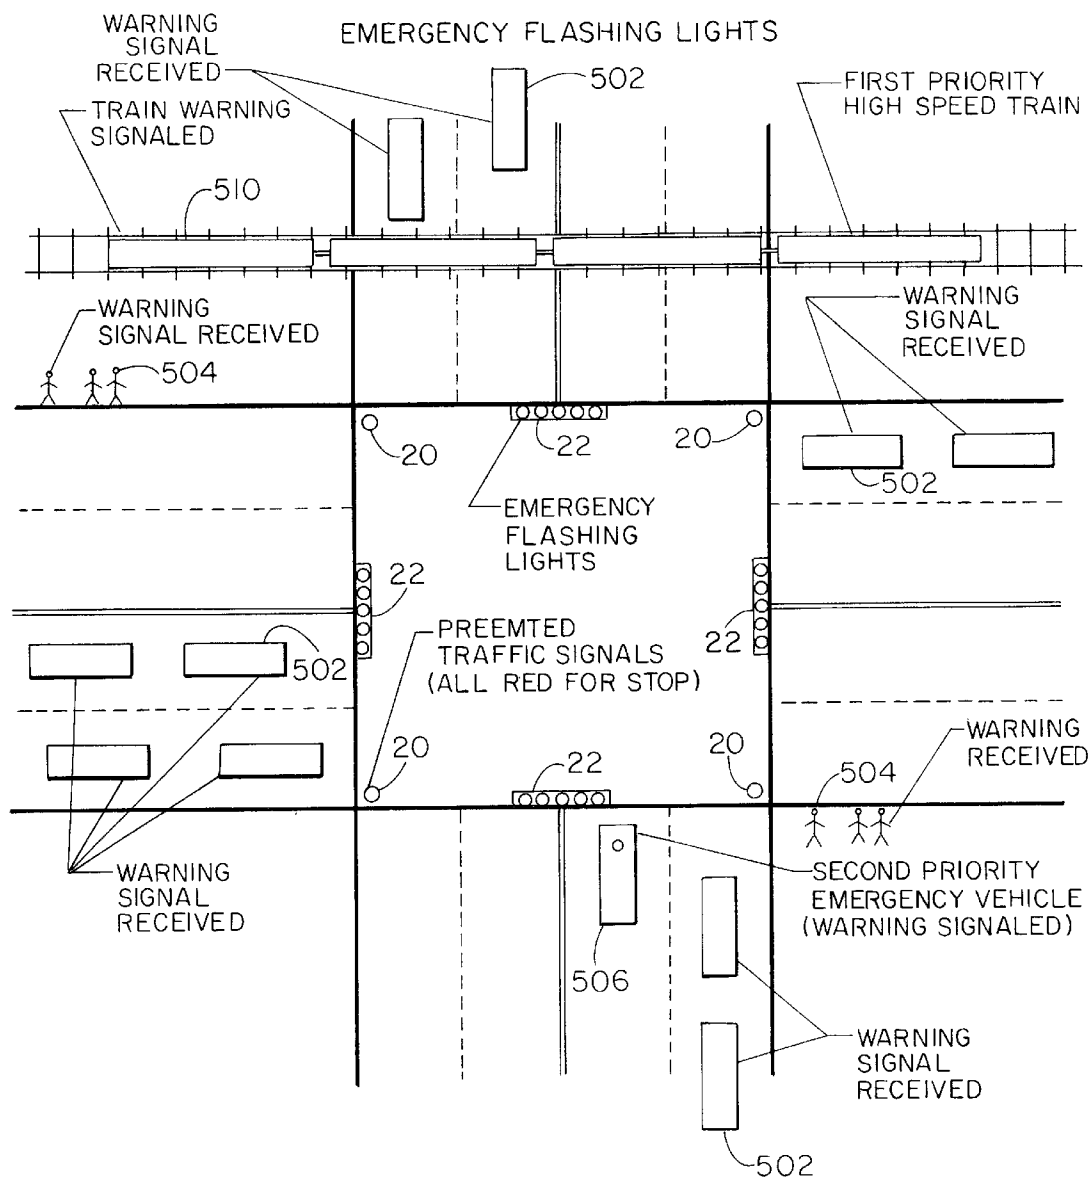 WARNING
SIGNAL
RECEIVED
EMERGENCY FLASHING LIGHTS
502
FIRST PRIORITY
HIGH SPEED TRAIN
TRAIN WARNING
SIGNALED
510
WARNING
SIGNAL RECEIVED
504
WARNING
SIGNAL
RECEIVED
20
22
20
502
EMERGENCY
FLASHING
LIGHTS
22
22
PREEMTED
TRAFFIC SIGNALS
(ALL RED FOR STOP)
502
20
22
20
WARNING
RECEIVED
504
WARNING
SIGNAL
RECEIVED
SECOND PRIORITY
EMERGENCY VEHICLE
(WARNING SIGNALED)
506
WARNING
SIGNAL
RECEIVED
502